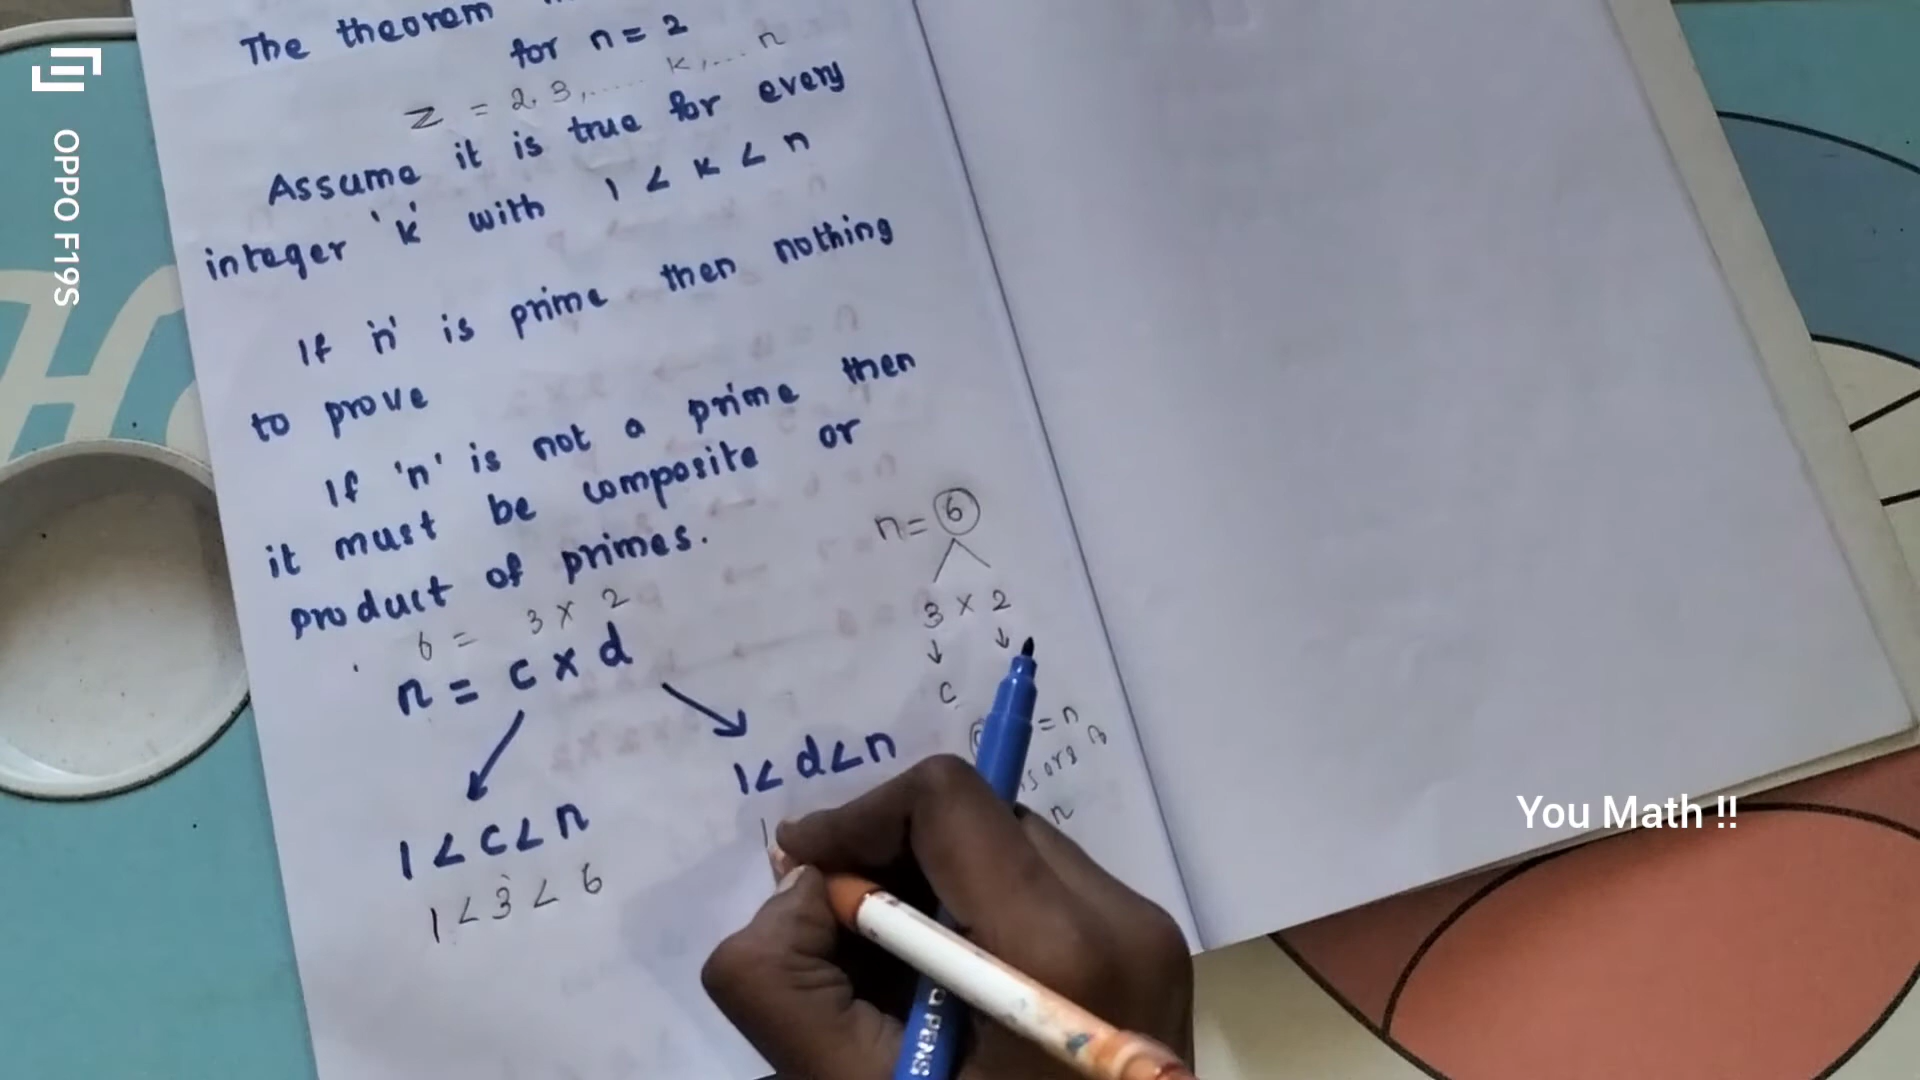 The theorem
for n = 2
Z = 2, 3, ..... k, ... n
Assume it is true for every
integer 'k' with 1 < k < n
If 'n' is prime then nothing
to prove
If 'n' is not a prime then
it must be composite or
product of primes.
6 = 3 x 2
n = c x d
1 < c < n
1 < 3 < 6
1 < d < n
1
n = 6
3 x 2
↓ ↓
c
= n
n
PENS
OPPO F19S
You Math !!